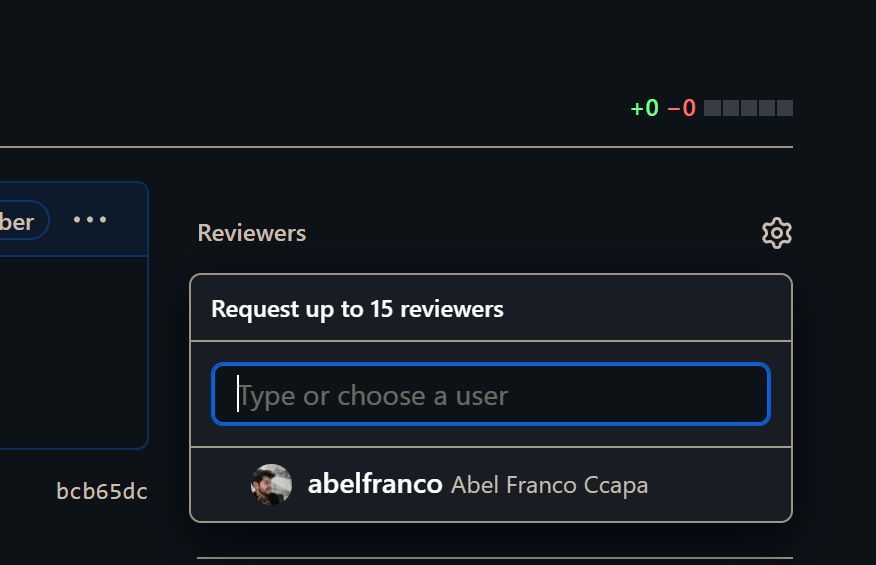 +0 −0
ber ...
Reviewers
Request up to 15 reviewers
Type or choose a user
abelfranco Abel Franco Ccapa
bcb65dc